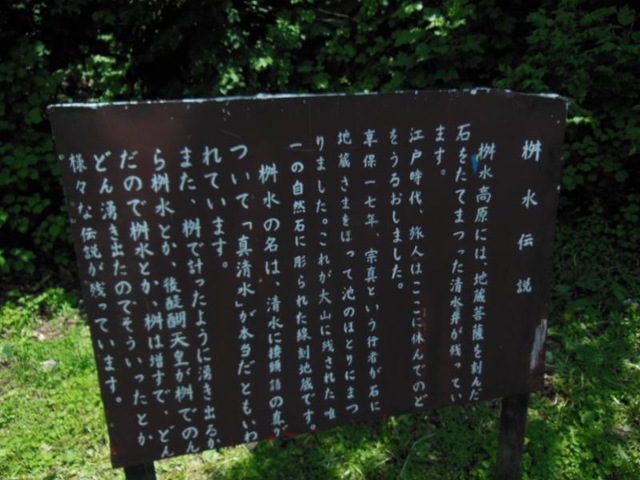 桝水伝説
桝水高原には、地蔵菩薩を刻んだ
石をたてまつった清水井が残ってい
ます。
江戸時代、旅人はここに休んでのど
をうるおしました。
享保一七年、宗真という行者が石に
地蔵さまをほって池のほとりにまつ
りました。これが大山に残された唯
一の自然石に彫られた線刻地蔵です。
桝水の名は、清水に接頭語の真が
ついて「真清水」が本当だともいわ
れています。
また、桝で計ったように湧き出るか
ら桝水とか、後醍醐天皇が桝でのん
だので桝水とか、桝は増すで、どん
どん湧き出たのでそういったとか
様々な伝説が残っています。